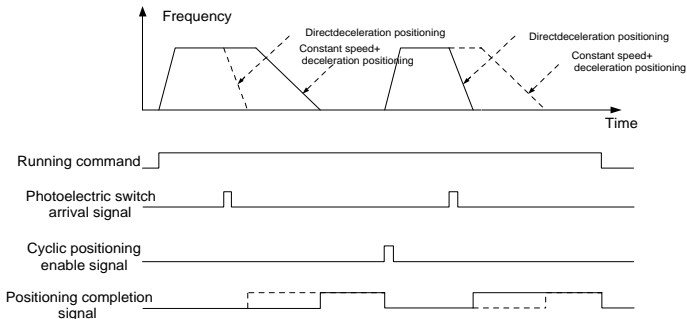 Frequency
Directdeceleration positioning
Constant speed+
deceleration positioning
Directdeceleration positioning
Constant speed+
deceleration positioning
Time
Running command
Photoelectric switch
arrival signal
Cyclic positioning
enable signal
Positioning completion
signal